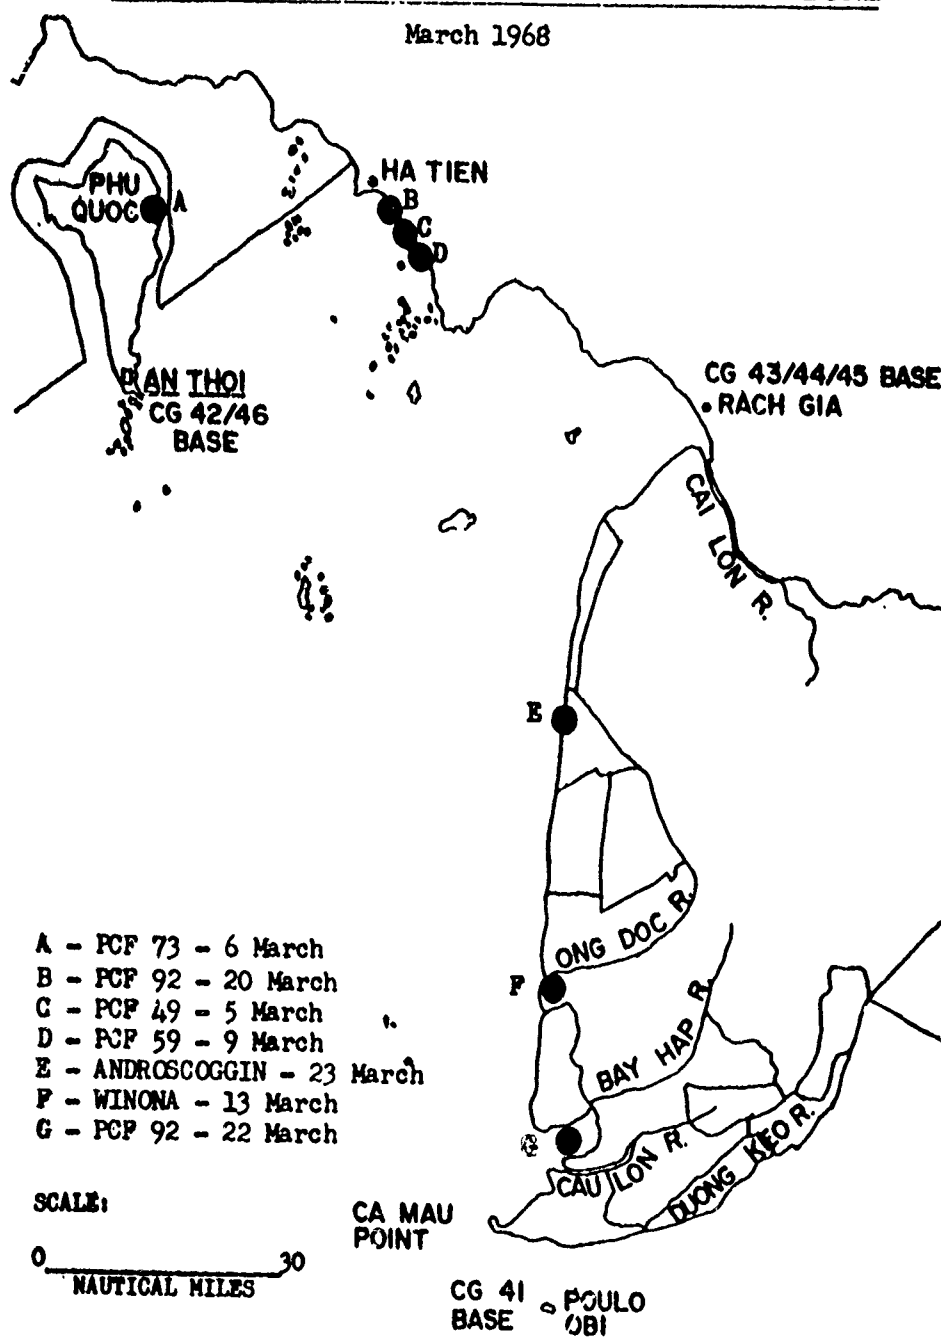 March 1968
HA TIEN
PHU
QUOC
A
B
C
D
AN THOI
CG 42/46
BASE
CG 43/44/45 BASE
RACH GIA
CAI LON R.
E
ONG DOC R.
F
BAY HAP R.
CAU LON R.
DUONG KEO R.
A - PCF 73 - 6 March
B - PCF 92 - 20 March
C - PCF 49 - 5 March
D - PCF 59 - 9 March
E - ANDROSCOGGIN - 23 March
F - WINONA - 13 March
G - PCF 92 - 22 March
SCALE:
0 30
NAUTICAL MILES
CA MAU
POINT
CG 41
BASE
POULO
OBI